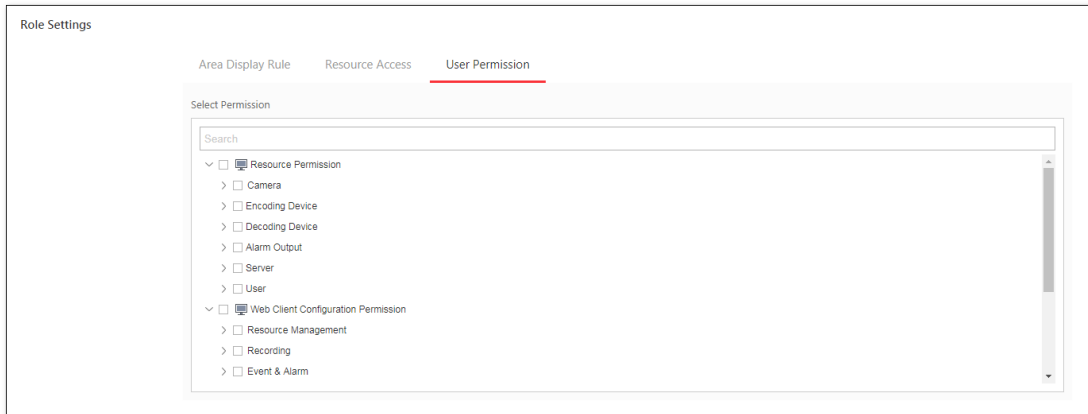 Role Settings
Area Display Rule Resource Access User Permission
Select Permission
Search
Resource Permission
Camera
Encoding Device
Decoding Device
Alarm Output
Server
User
Web Client Configuration Permission
Resource Management
Recording
Event & Alarm